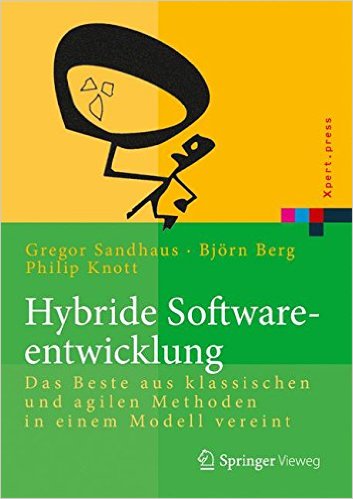 Xpert.press
Gregor Sandhaus · Björn Berg
Philip Knott
Hybride Software-
entwicklung
Das Beste aus klassischen
und agilen Methoden
in einem Modell vereint
Springer Vieweg